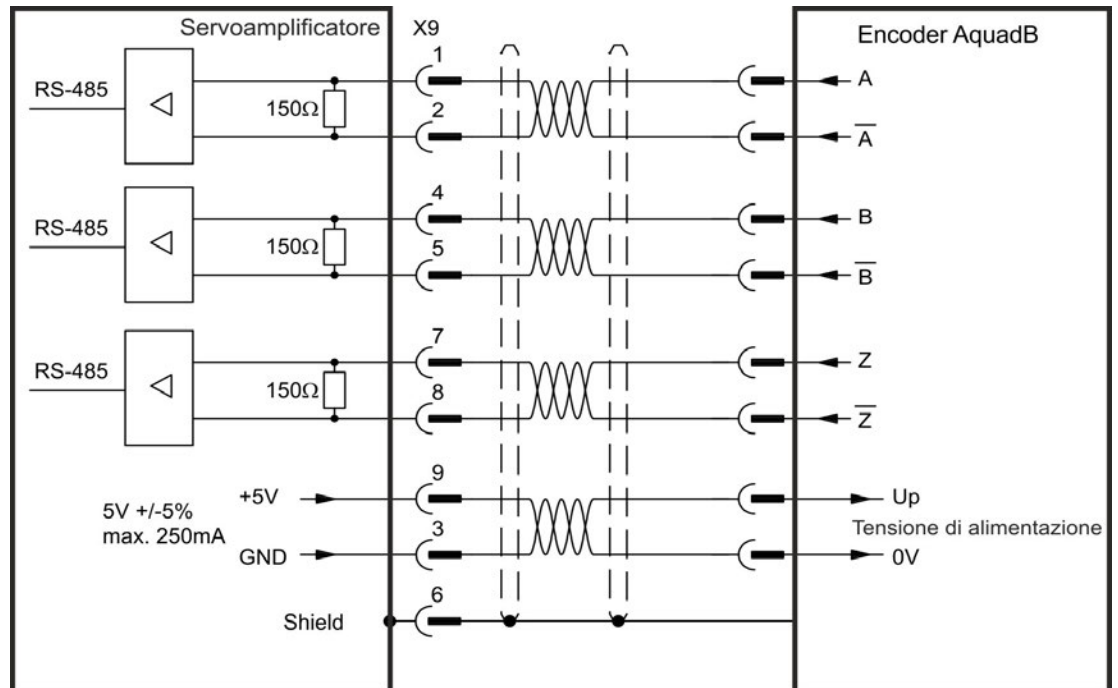 Servoamplificatore
X9
Encoder AquadB
RS-485
150Ω
1
2
A
A̅
RS-485
150Ω
4
5
B
B̅
RS-485
150Ω
7
8
Z
Z̅
5V +/-5%
max. 250mA
+5V
GND
9
3
Up
Tensione di alimentazione
0V
Shield
6